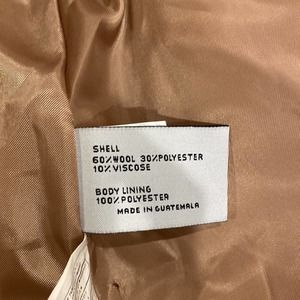 SHELL
60% WOOL 30% POLYESTER
10% VISCOSE
BODY LINING
100% POLYESTER
MADE IN GUATEMALA